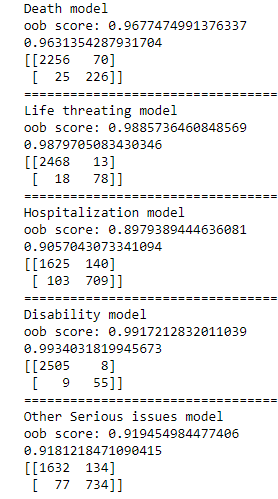 Death model
oob score: 0.9677474991376337
0.9631354287931704
[[2256   70]
 [  25  226]]
================================
Life threating model
oob score: 0.9885736460848569
0.9879705083430346
[[2468   13]
 [  18   78]]
================================
Hospitalization model
oob score: 0.8979389444636081
0.9057043073341094
[[1625  140]
 [ 103  709]]
================================
Disability model
oob score: 0.9917212832011039
0.9934031819945673
[[2505    8]
 [   9   55]]
================================
Other Serious issues model
oob score: 0.919454984477406
0.9181218471090415
[[1632  134]
 [  77  734]]